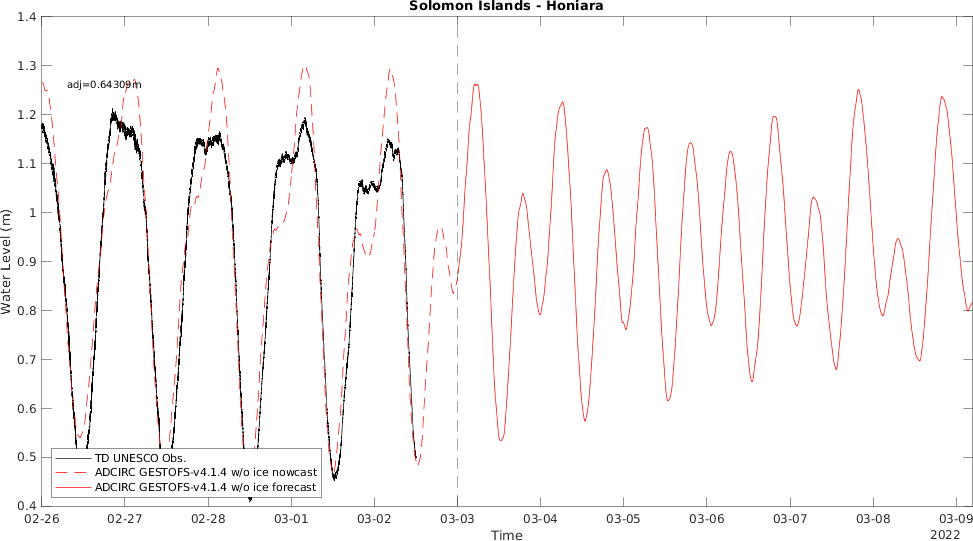 Solomon Islands - Honiara
1.4
1.3
1.2
1.1
1
0.9
0.8
0.7
0.6
0.5
0.4
Water Level (m)
adj=0.64309m
TD UNESCO Obs.
ADCIRC GESTOFS-v4.1.4 w/o ice nowcast
ADCIRC GESTOFS-v4.1.4 w/o ice forecast
02-26 02-27 02-28 03-01 03-02 03-03 03-04 03-05 03-06 03-07 03-08 03-09
Time
2022